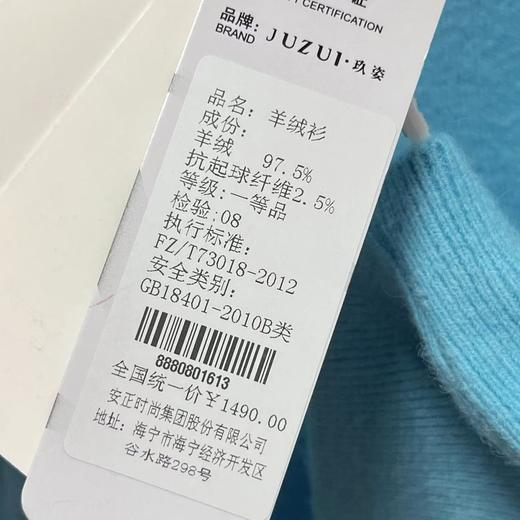 CERTIFICATION
品牌:
BRAND
JUZUI·玖姿
品名: 羊绒衫
成份:
羊绒 97.5%
抗起球纤维2.5%
等级:一等品
检验:08
执行标准:
FZ/T73018-2012
安全类别:
GB18401-2010B类
8880801613
全国统一价¥1490.00
安正时尚集团股份有限公司
地址: 海宁市海宁经济开发区
谷水路298号